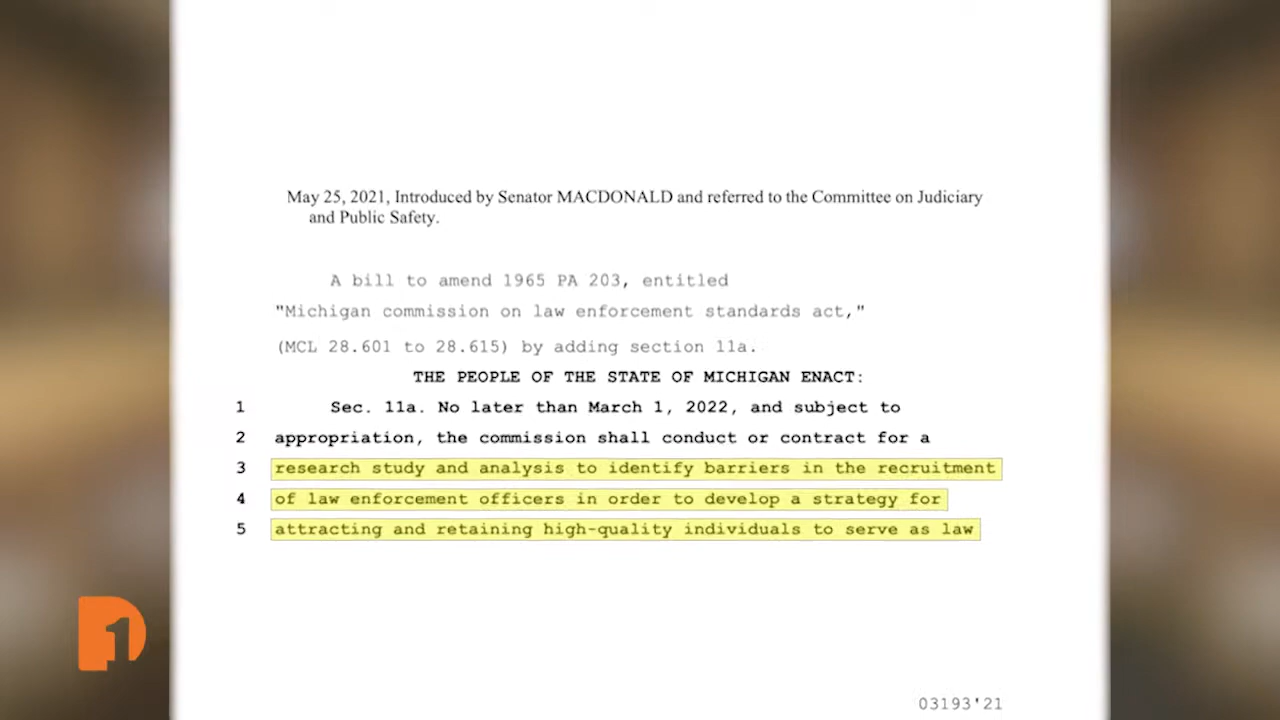 May 25, 2021, Introduced by Senator MACDONALD and referred to the Committee on Judiciary
and Public Safety.
A bill to amend 1965 PA 203, entitled
"Michigan commission on law enforcement standards act,"
(MCL 28.601 to 28.615) by adding section 11a.
THE PEOPLE OF THE STATE OF MICHIGAN ENACT:
1 Sec. 11a. No later than March 1, 2022, and subject to
2 appropriation, the commission shall conduct or contract for a
3 research study and analysis to identify barriers in the recruitment
4 of law enforcement officers in order to develop a strategy for
5 attracting and retaining high-quality individuals to serve as law
1
03193'21